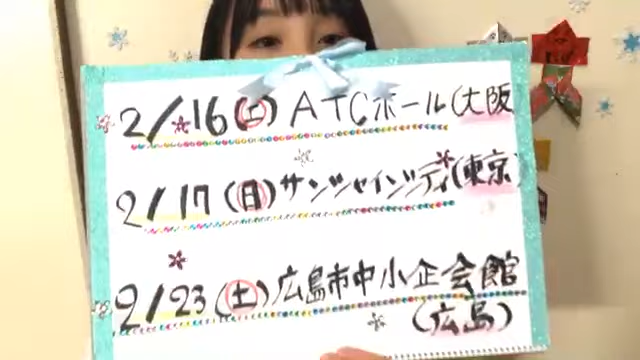 2/16(土)ATCホール(大阪
2/17(日)サンシャインシティ(東京)
2/23(土)広島市中小企会館
(広島)